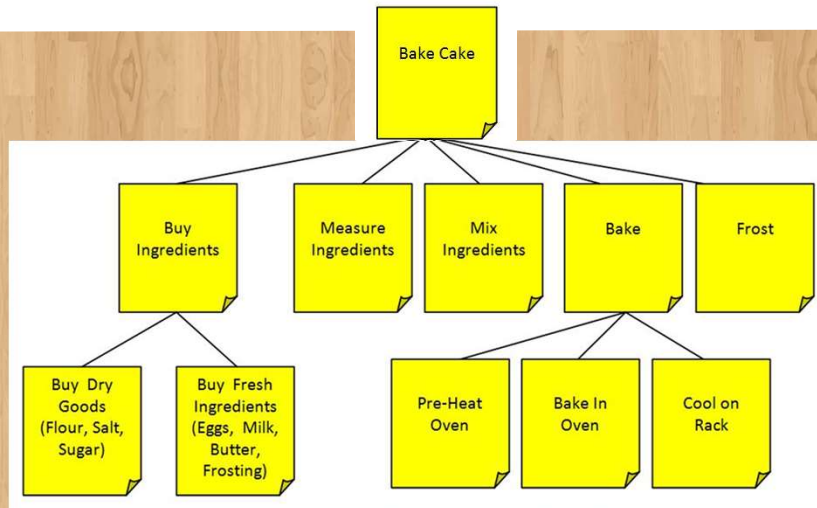 Bake Cake
Buy
Ingredients
Measure
Ingredients
Mix
Ingredients
Bake
Frost
Buy Dry
Goods
(Flour, Salt,
Sugar)
Buy Fresh
Ingredients
(Eggs, Milk,
Butter,
Frosting)
Pre-Heat
Oven
Bake In
Oven
Cool on
Rack